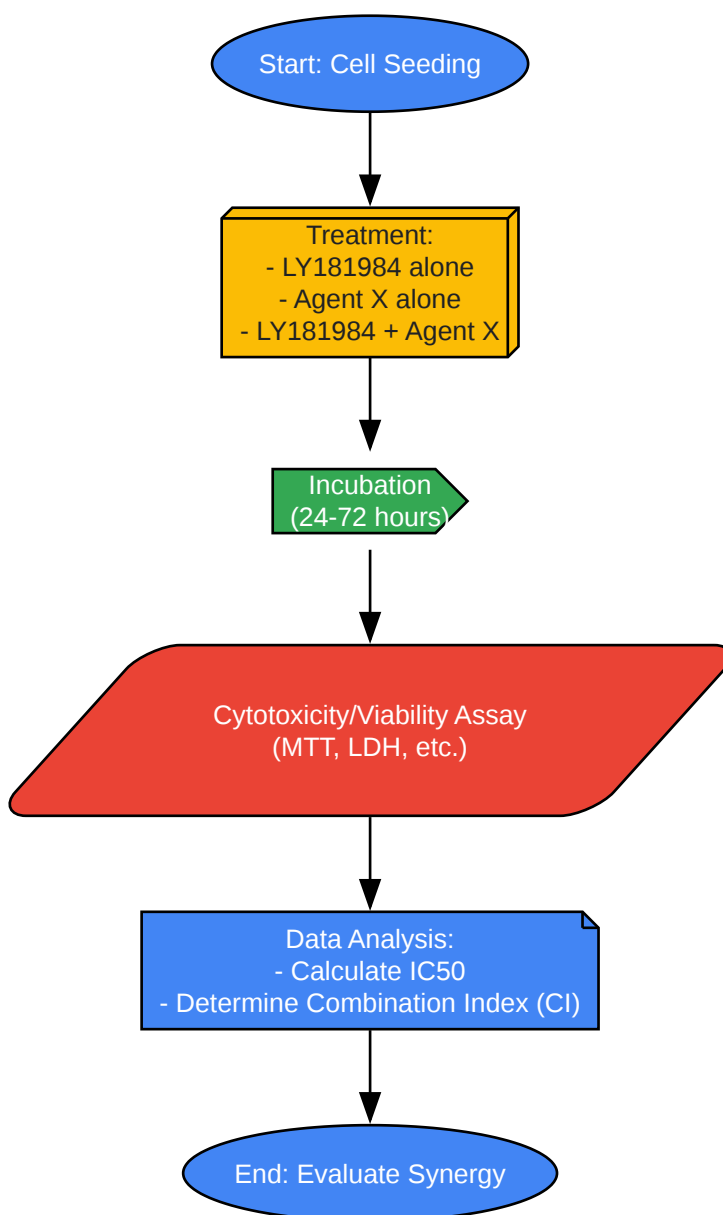 Start: Cell Seeding
Treatment:
- LY181984 alone
- Agent X alone
- LY181984 + Agent X
Incubation
(24-72 hours)
Cytotoxicity/Viability Assay
(MTT, LDH, etc.)
Data Analysis:
- Calculate IC50
- Determine Combination Index (CI)
End: Evaluate Synergy